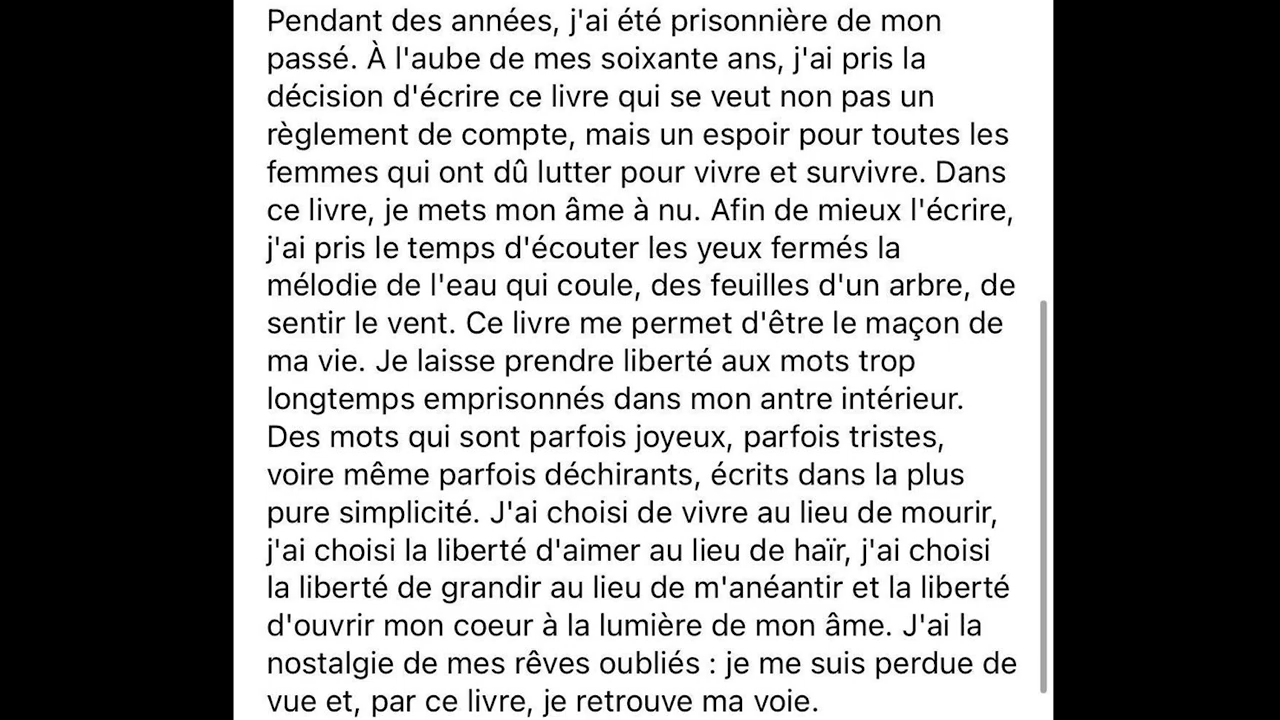 Pendant des années, j'ai été prisonnière de mon
passé. À l'aube de mes soixante ans, j'ai pris la
décision d'écrire ce livre qui se veut non pas un
règlement de compte, mais un espoir pour toutes les
femmes qui ont dû lutter pour vivre et survivre. Dans
ce livre, je mets mon âme à nu. Afin de mieux l'écrire,
j'ai pris le temps d'écouter les yeux fermés la
mélodie de l'eau qui coule, des feuilles d'un arbre, de
sentir le vent. Ce livre me permet d'être le maçon de
ma vie. Je laisse prendre liberté aux mots trop
longtemps emprisonnés dans mon antre intérieur.
Des mots qui sont parfois joyeux, parfois tristes,
voire même parfois déchirants, écrits dans la plus
pure simplicité. J'ai choisi de vivre au lieu de mourir,
j'ai choisi la liberté d'aimer au lieu de haïr, j'ai choisi
la liberté de grandir au lieu de m'anéantir et la liberté
d'ouvrir mon coeur à la lumière de mon âme. J'ai la
nostalgie de mes rêves oubliés : je me suis perdue de
vue et, par ce livre, je retrouve ma voie.